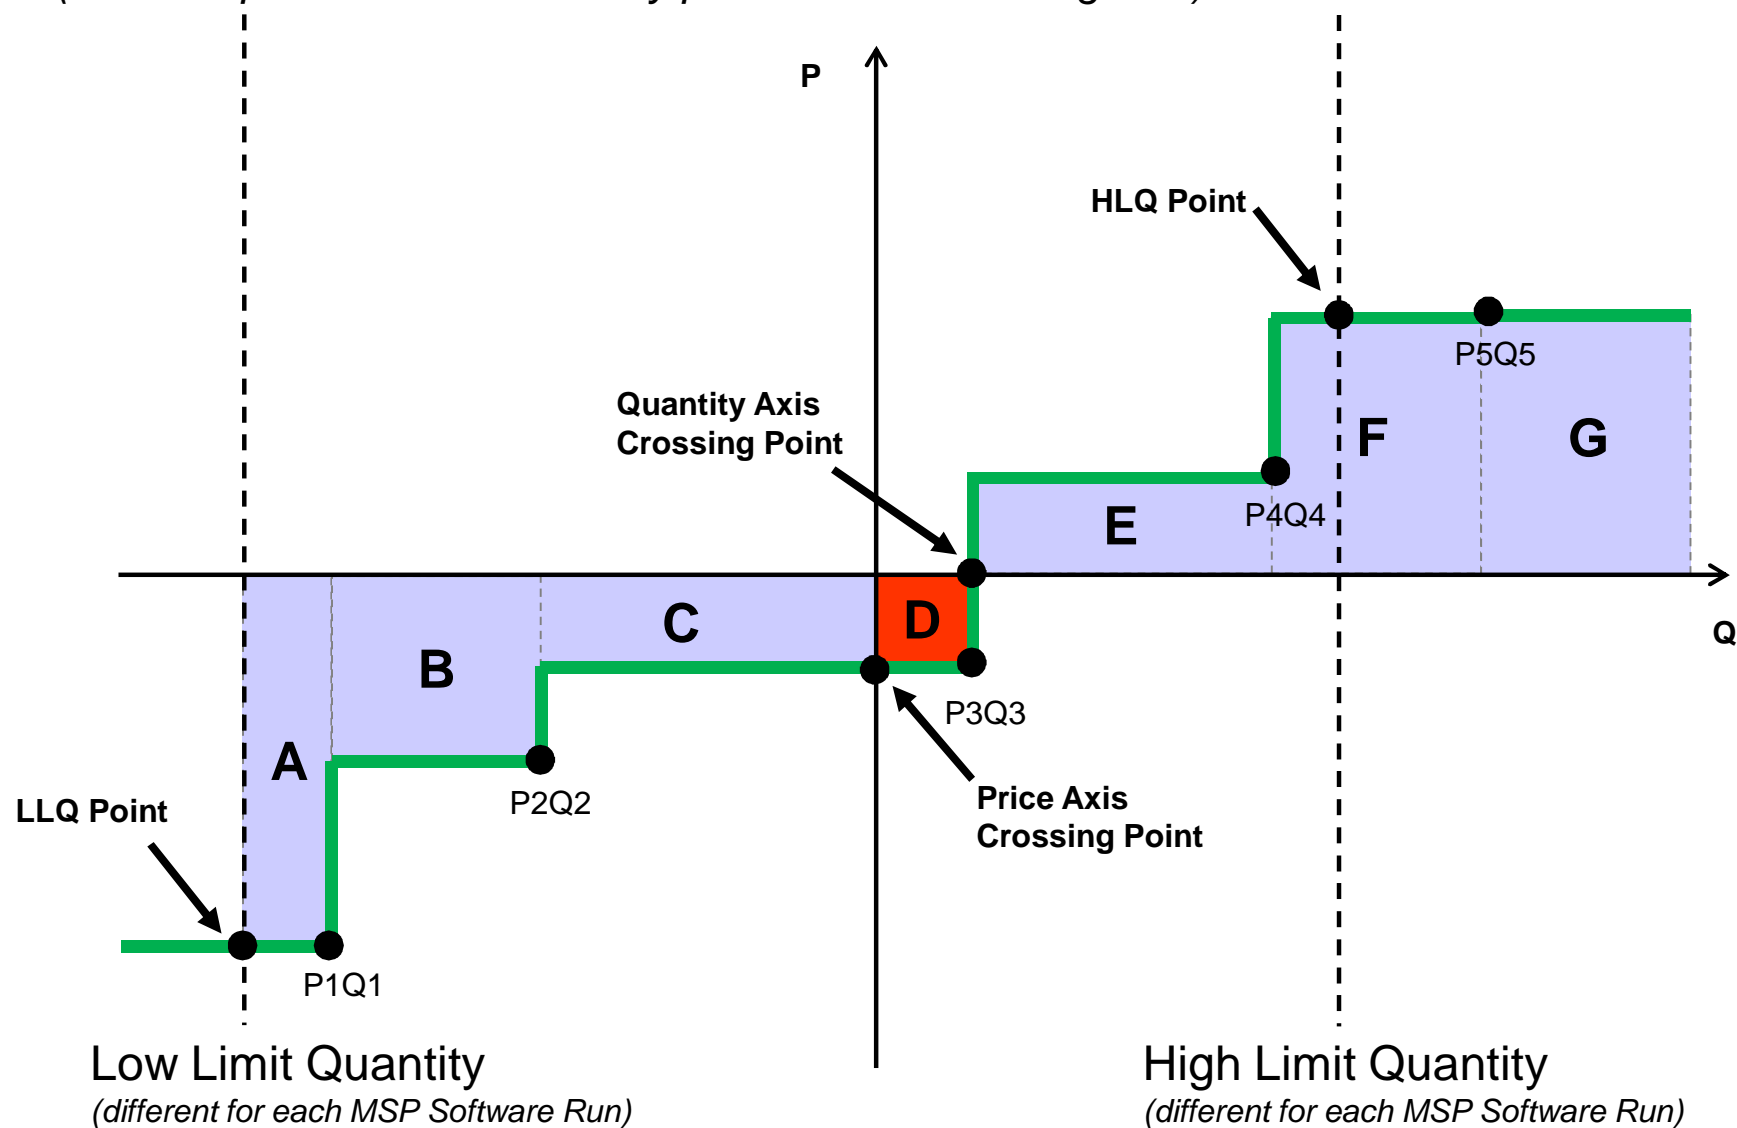 P
HLQ Point
P5Q5
Quantity Axis
Crossing Point
F
G
E
P4Q4
D
C
Q
B
P3Q3
A
Price Axis
Crossing Point
P2Q2
LLQ Point
P1Q1
Low Limit Quantity
(different for each MSP Software Run)
High Limit Quantity
(different for each MSP Software Run)